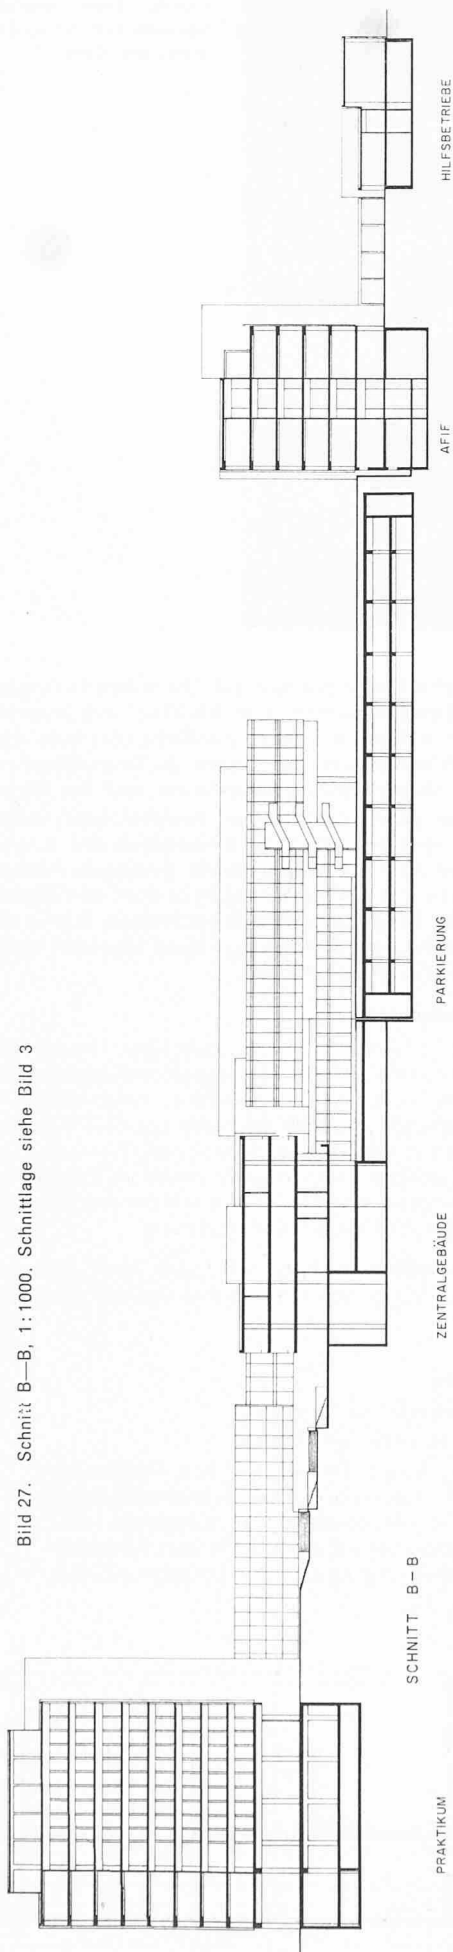 Bild 27. Schnitt B—B, 1:1000. Schnittlage siehe Bild 3
SCHNITT B-B
PRAKTIKUM
ZENTRALGEBÄUDE
PARKIERUNG
AFIF
HILFSBETRIEBE